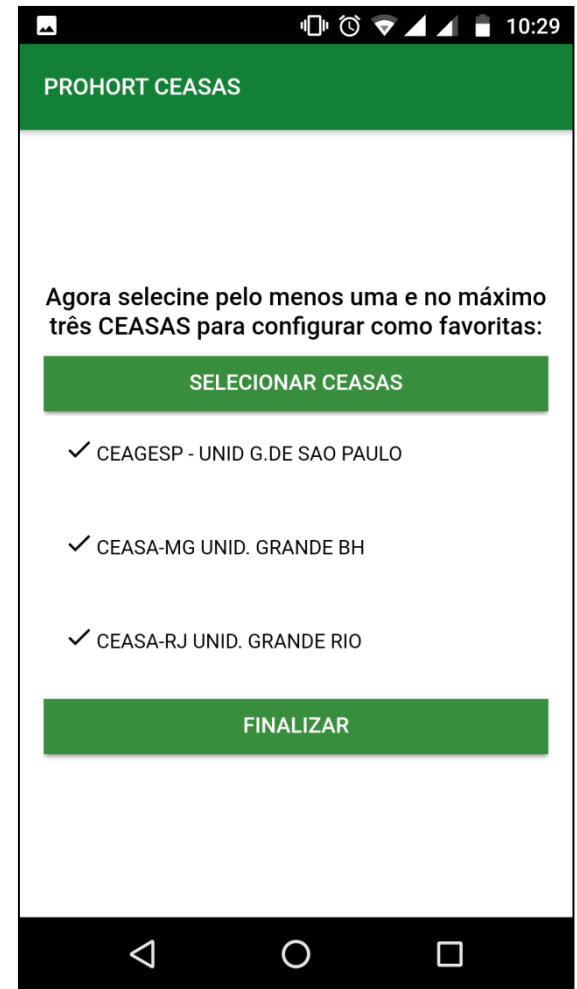 10:29
PROHORT CEASAS
Agora selecine pelo menos uma e no máximo
três CEASAS para configurar como favoritas:
SELECIONAR CEASAS
CEAGESP - UNID G.DE SAO PAULO
CEASA-MG UNID. GRANDE BH
CEASA-RJ UNID. GRANDE RIO
FINALIZAR